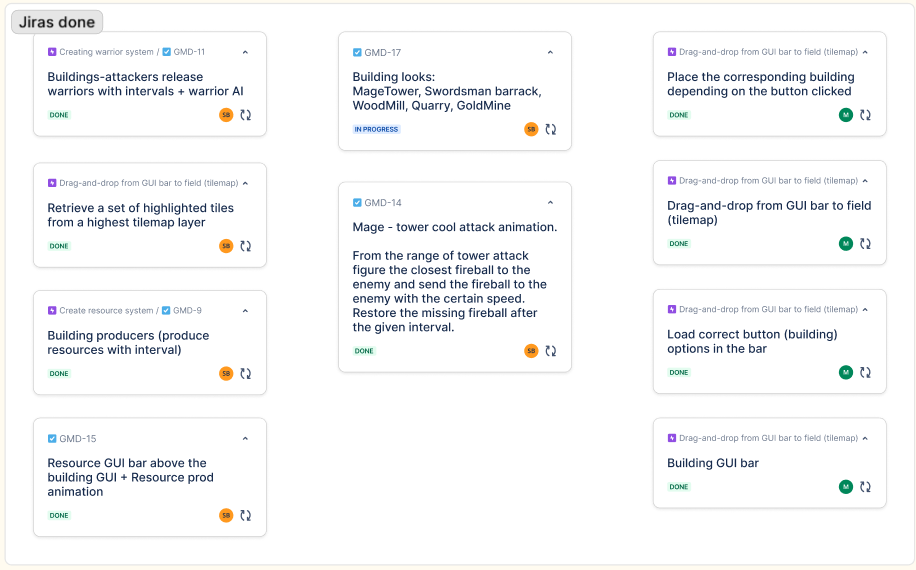 Jiras done
Creating warrior system / GMD-11
Buildings-attackers release
warriors with intervals + warrior AI
DONE
SB
Drag-and-drop from GUI bar to field (tilemap)
Retrieve a set of highlighted tiles
from a highest tilemap layer
DONE
SB
Create resource system / GMD-9
Building producers (produce
resources with interval)
DONE
SB
GMD-15
Resource GUI bar above the
building GUI + Resource prod
animation
DONE
SB
GMD-17
Building looks:
MageTower, Swordsman barrack,
WoodMill, Quarry, GoldMine
IN PROGRESS
SB
GMD-14
Mage - tower cool attack animation.
From the range of tower attack
figure the closest fireball to the
enemy and send the fireball to the
enemy with the certain speed.
Restore the missing fireball after
the given interval.
DONE
SB
Drag-and-drop from GUI bar to field (tilemap)
Place the corresponding building
depending on the button clicked
DONE
M
Drag-and-drop from GUI bar to field (tilemap)
Drag-and-drop from GUI bar to field
(tilemap)
DONE
M
Drag-and-drop from GUI bar to field (tilemap)
Load correct button (building)
options in the bar
DONE
M
Drag-and-drop from GUI bar to field (tilemap)
Building GUI bar
DONE
M